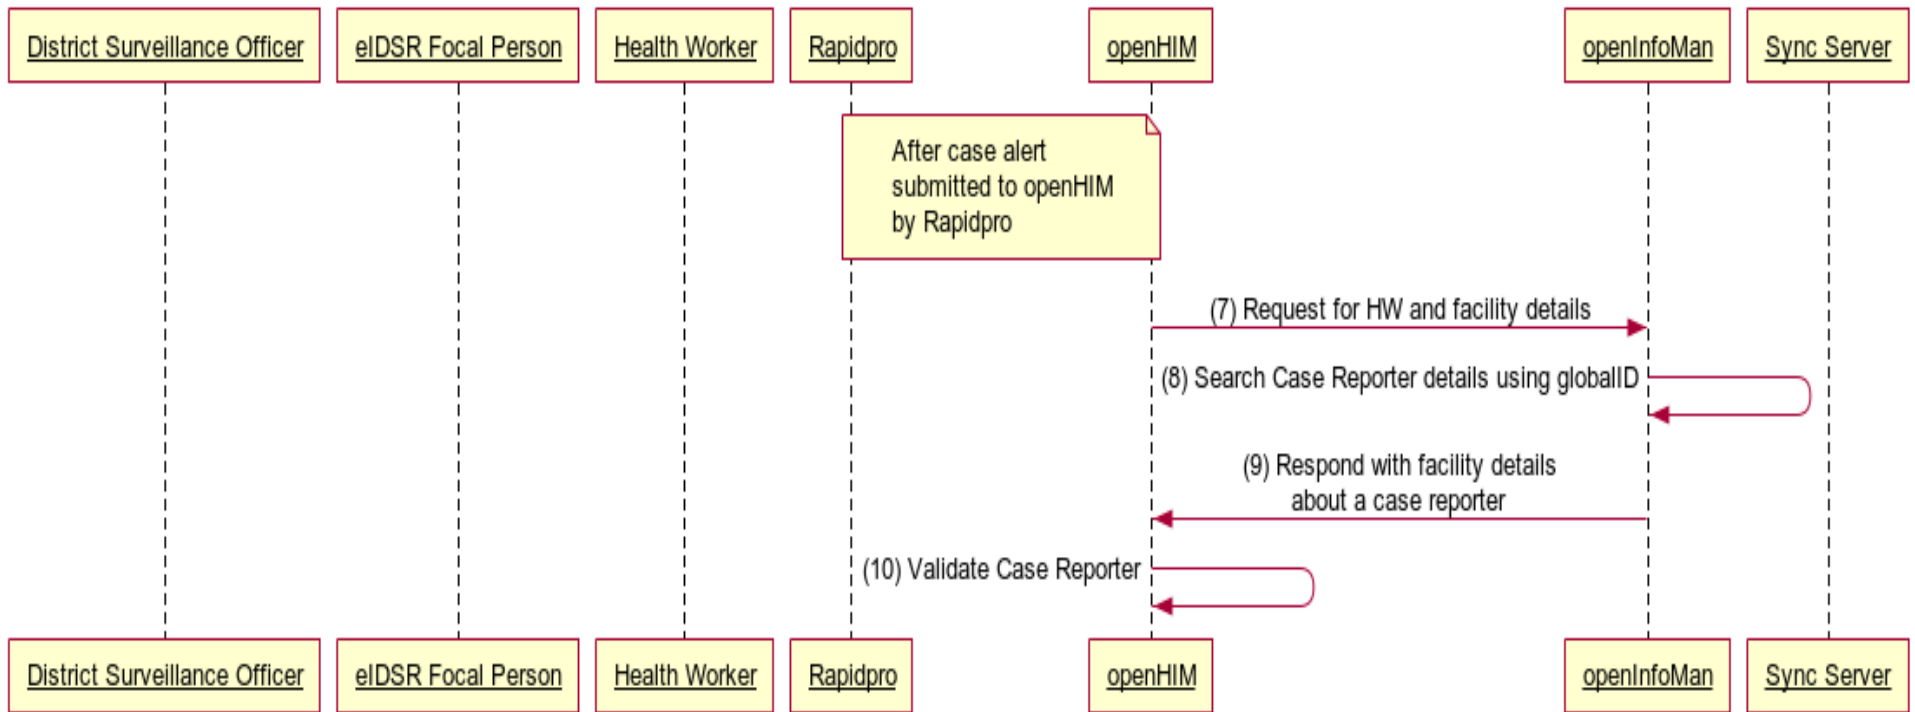 District Surveillance Officer
eIDSR Focal Person
Health Worker
Rapidpro
openHIM
openInfoMan
Sync Server
After case alert
submitted to openHIM
by Rapidpro
(7) Request for HW and facility details
(8) Search Case Reporter details using globalID
(9) Respond with facility details
about a case reporter
(10) Validate Case Reporter
District Surveillance Officer
eIDSR Focal Person
Health Worker
Rapidpro
openHIM
openInfoMan
Sync Server